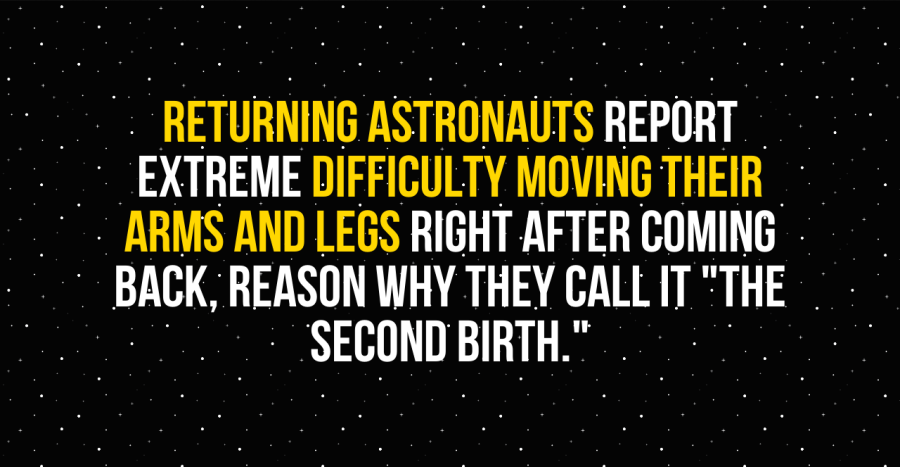 RETURNING ASTRONAUTS REPORT
EXTREME DIFFICULTY MOVING THEIR
ARMS AND LEGS RIGHT AFTER COMING
BACK, REASON WHY THEY CALL IT "THE
SECOND BIRTH."